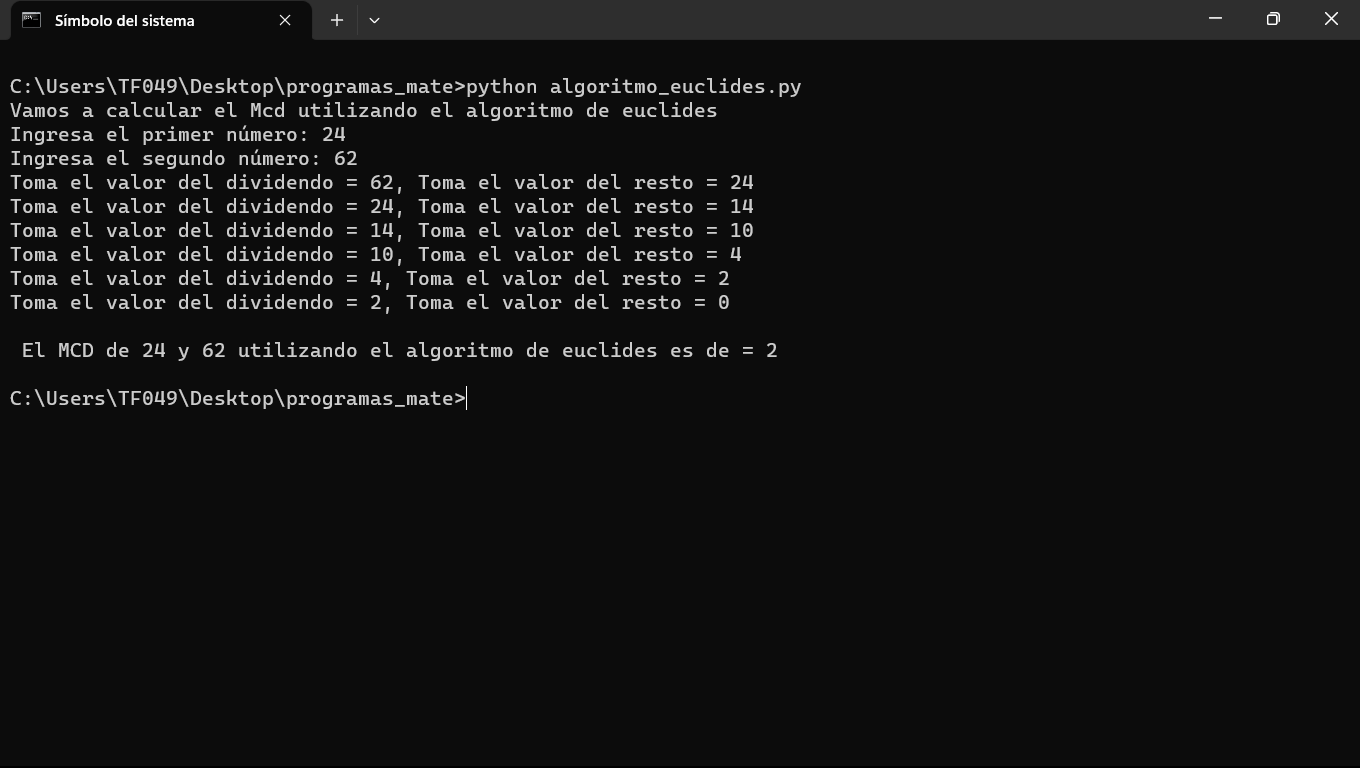 Símbolo del sistema
C:\Users\TF049\Desktop\programas_mate>python algoritmo_euclides.py
Vamos a calcular el Mcd utilizando el algoritmo de euclides
Ingresa el primer número: 24
Ingresa el segundo número: 62
Toma el valor del dividendo = 62, Toma el valor del resto = 24
Toma el valor del dividendo = 24, Toma el valor del resto = 14
Toma el valor del dividendo = 14, Toma el valor del resto = 10
Toma el valor del dividendo = 10, Toma el valor del resto = 4
Toma el valor del dividendo = 4, Toma el valor del resto = 2
Toma el valor del dividendo = 2, Toma el valor del resto = 0
El MCD de 24 y 62 utilizando el algoritmo de euclides es de = 2
C:\Users\TF049\Desktop\programas_mate>